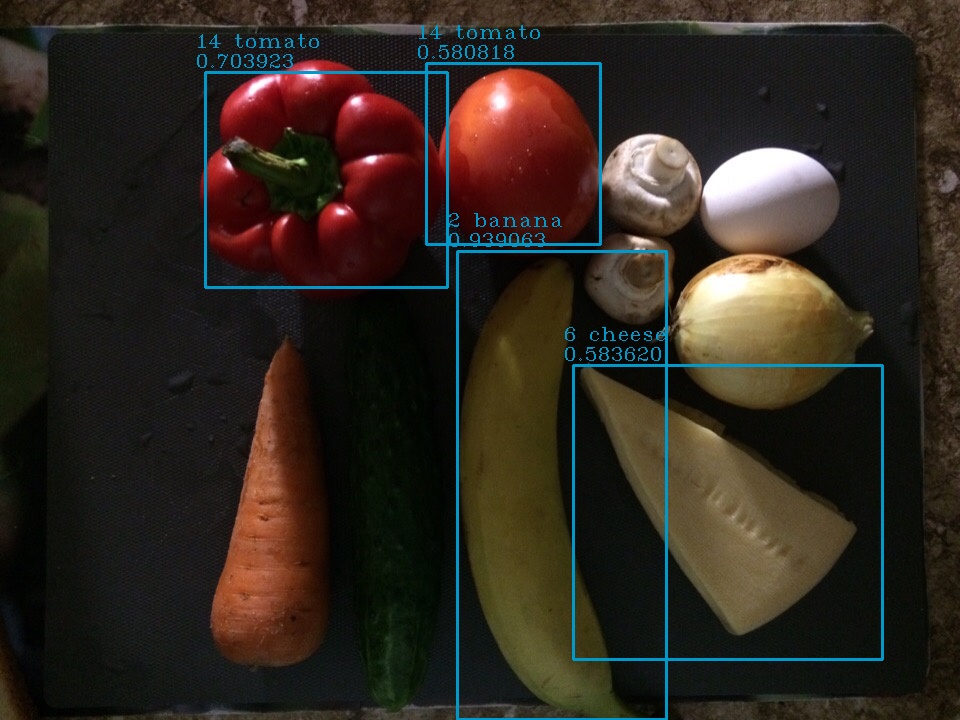 14 tomato
0.703923
14 tomato
0.580818
2 banana
0.939063
6 cheese
0.583620